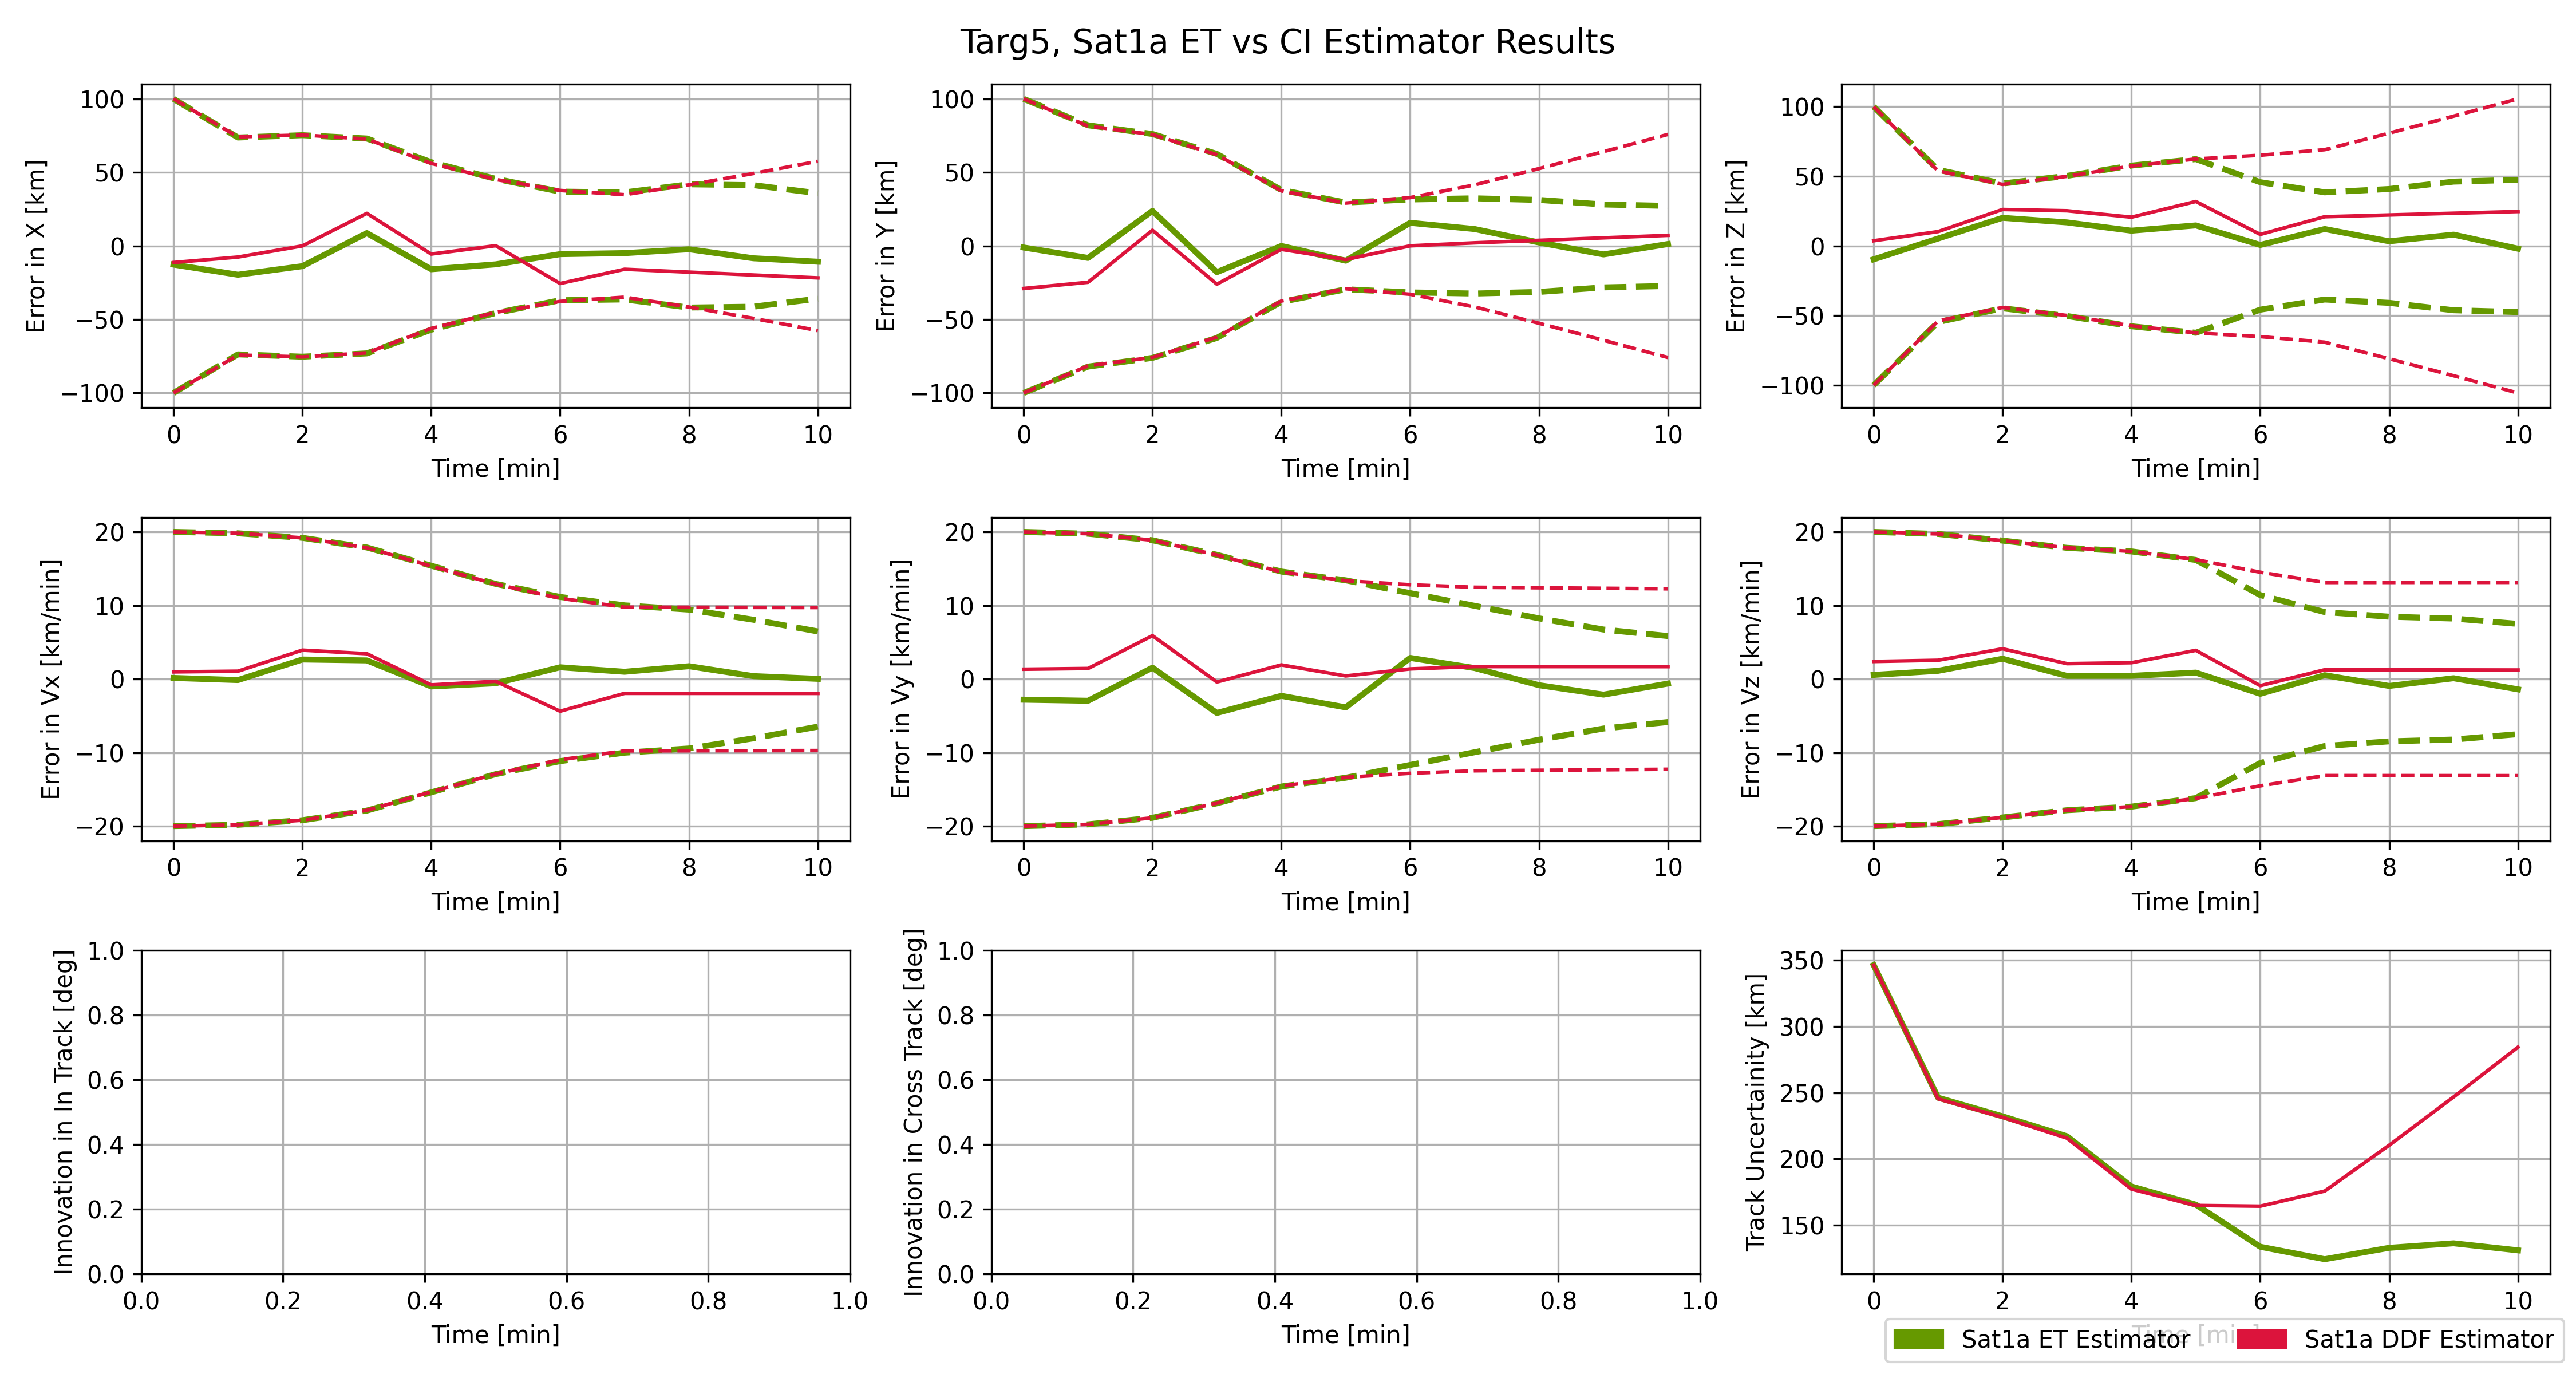 Targ5, Sat1a ET vs CI Estimator Results
Error in X [km]
100
50
0
−50
−100
0 2 4 6 8 10
Time [min]
Error in Y [km]
100
50
0
−50
−100
0 2 4 6 8 10
Time [min]
Error in Z [km]
100
50
0
−50
−100
0 2 4 6 8 10
Time [min]
Error in Vx [km/min]
20
10
0
−10
−20
0 2 4 6 8 10
Time [min]
Error in Vy [km/min]
20
10
0
−10
−20
0 2 4 6 8 10
Time [min]
Error in Vz [km/min]
20
10
0
−10
−20
0 2 4 6 8 10
Time [min]
Innovation in In Track [deg]
1.0
0.8
0.6
0.4
0.2
0.0
0.0 0.2 0.4 0.6 0.8 1.0
Time [min]
Innovation in Cross Track [deg]
1.0
0.8
0.6
0.4
0.2
0.0
0.0 0.2 0.4 0.6 0.8 1.0
Time [min]
Track Uncertainity [km]
350
300
250
200
150
0 2 4 6 8 10
Time [min]
Sat1a ET Estimator
Sat1a DDF Estimator